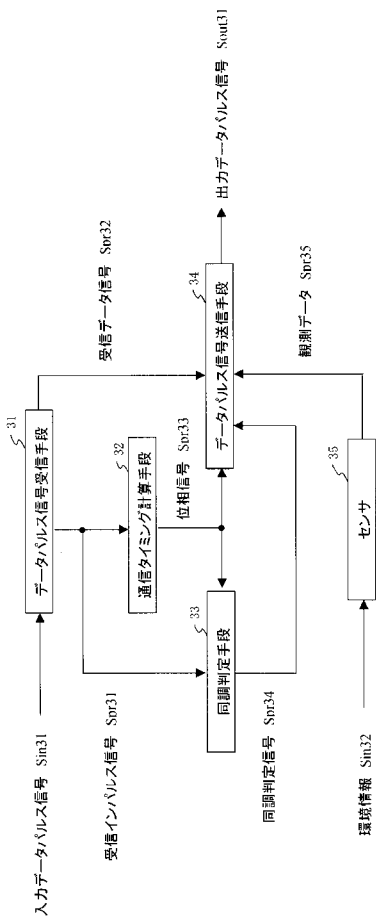 入力データパルス信号 Sin31
31
データパルス信号受信手段
受信データ信号 Spr32
受信インパルス信号 Spr31
32
通信タイミング計算手段
位相信号 Spr33
33
同調判定手段
同調判定信号 Spr34
34
データパルス信号送信手段
出力データパルス信号 Sout31
観測データ Spr35
環境情報 Sin32
35
センサ